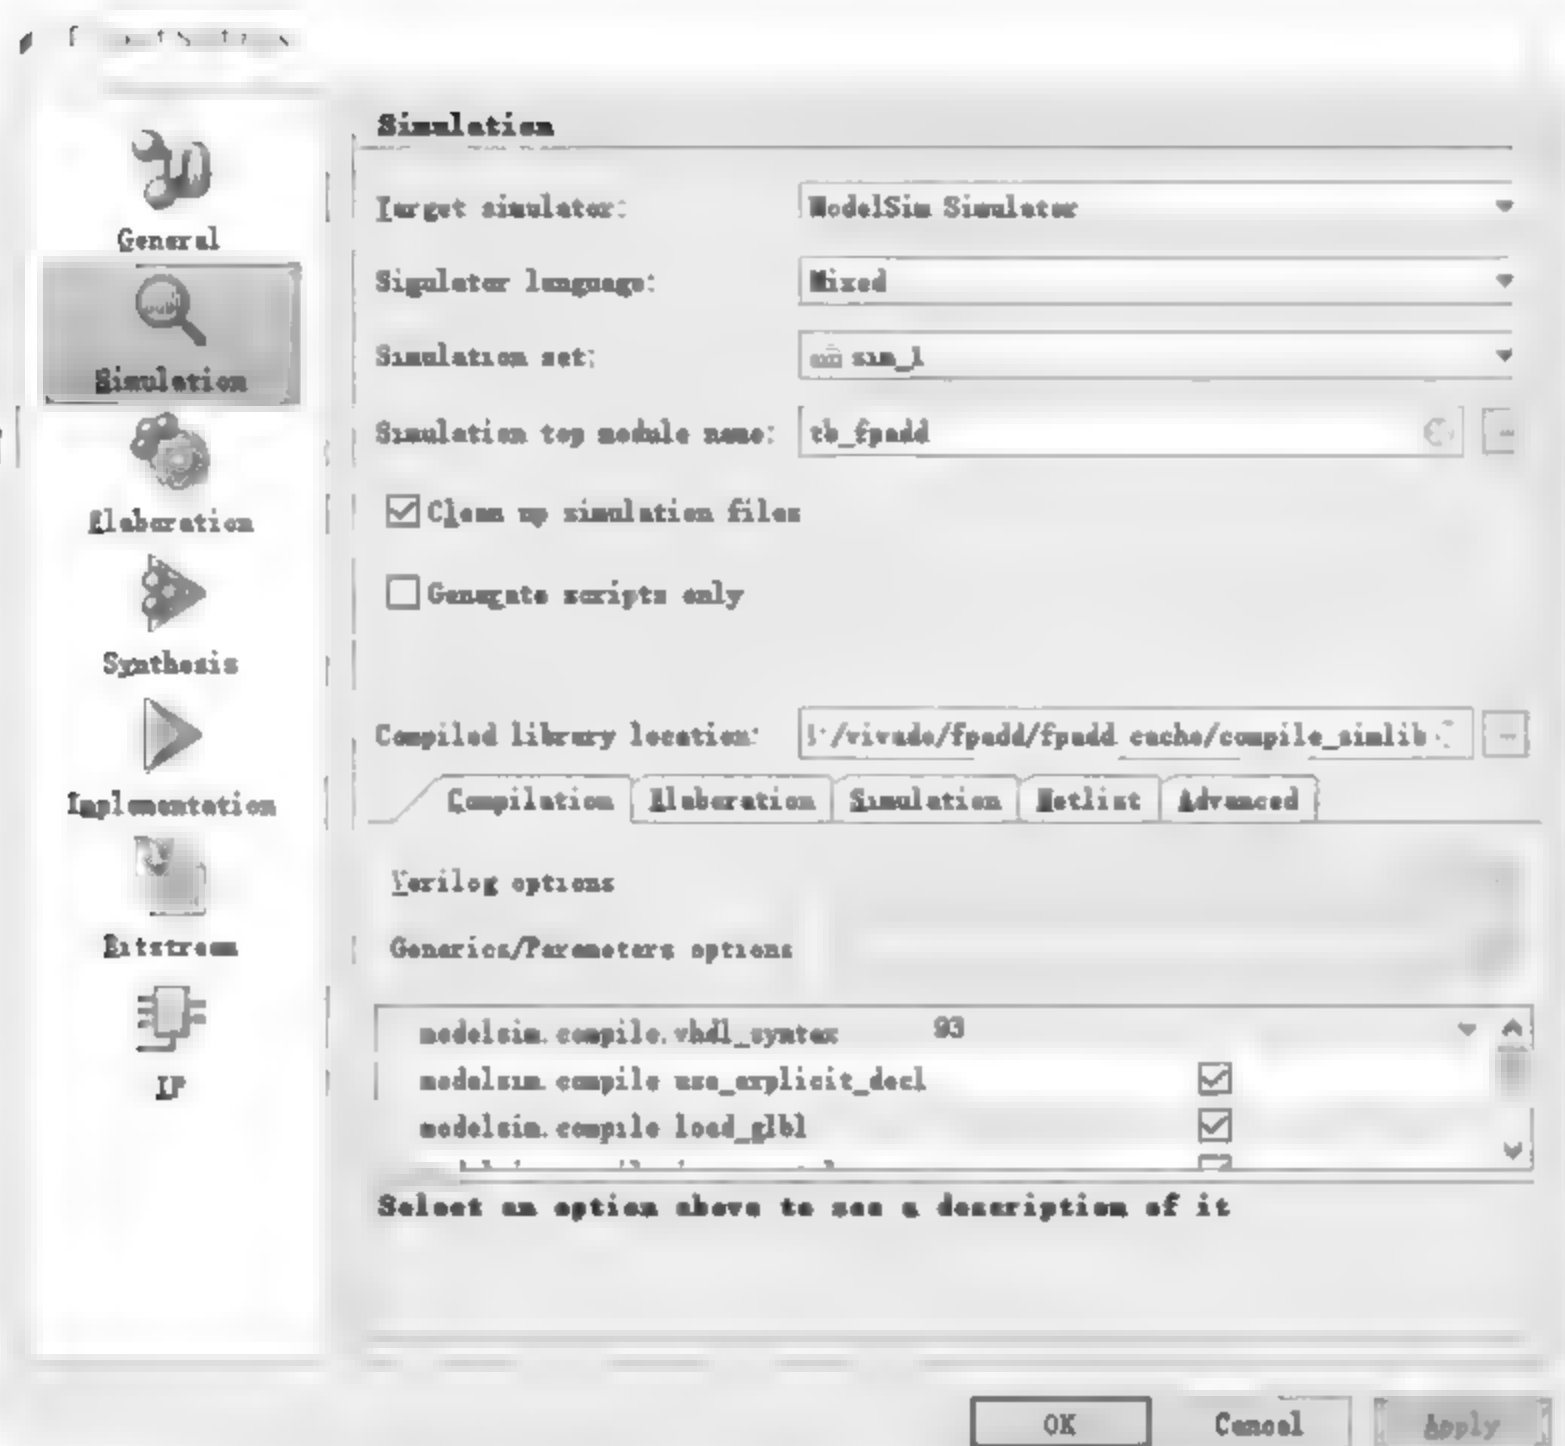 General
Simulation
Elaboration
Synthesis
Implementation
Bitstream
IP
Simulation
Target simulator: ModelSim Simulator
Simulator language: Mixed
Simulation set: sim_1
Simulation top module name: tb_fpadd
Clean up simulation files
Generate scripts only
Compiled library location: :/vivado/fpadd/fpadd.cache/compile_simlib
Compilation Elaboration Simulation Netlist Advanced
Verilog options
Generics/Parameters options
modelsim.compile.vhdl_syntax 93
modelsim.compile.use_explicit_decl
modelsim.compile.load_glbl
Select an option above to see a description of it
OK Cancel Apply